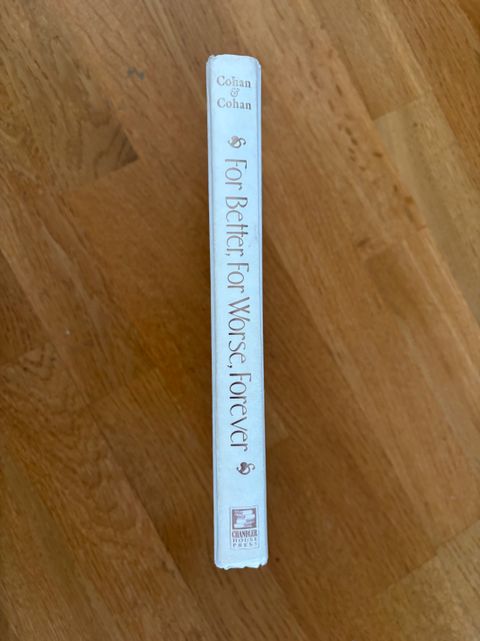 Cohan
&
Cohan
For Better, For Worse, Forever
CHANDLER
HOUSE
PRESS